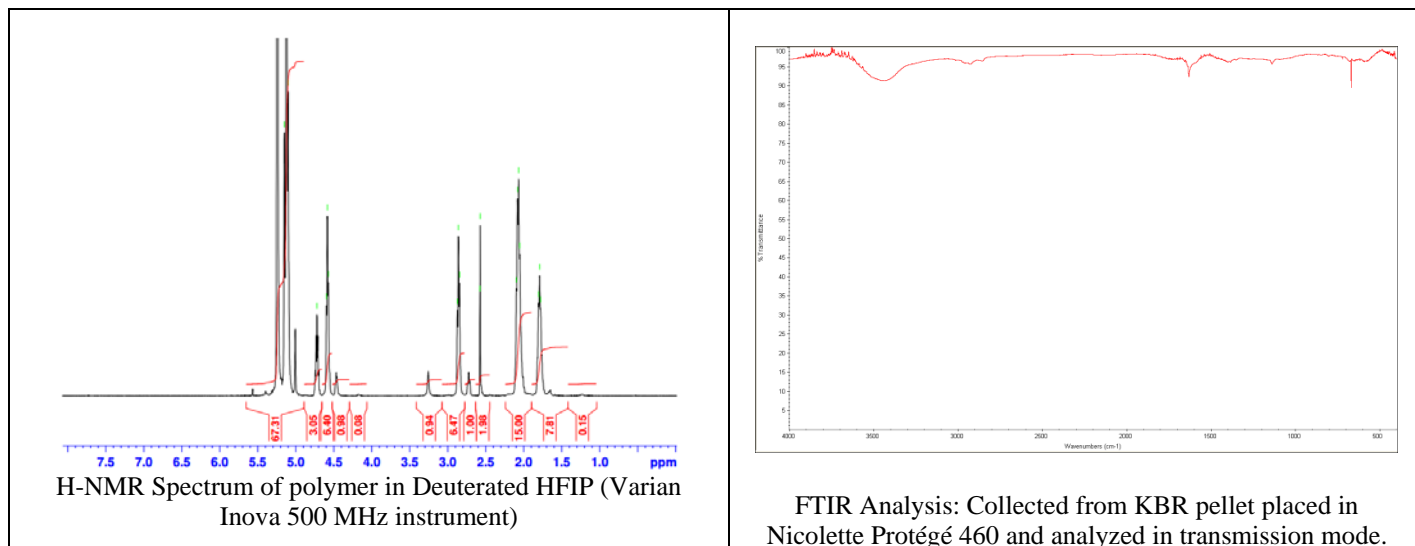 67.31 3.05 6.40 0.98 0.08 0.94 6.47 1.00 1.98 15.00 7.81 0.15
7.5 7.0 6.5 6.0 5.5 5.0 4.5 4.0 3.5 3.0 2.5 2.0 1.5 1.0 ppm
H-NMR Spectrum of polymer in Deuterated HFIP (Varian
Inova 500 MHz instrument)
100
95
90
85
80
75
70
65
60
55
50
45
40
35
30
25
20
15
10
5
% Transmittance
4000 3500 3000 2500 2000 1500 1000 500
Wavenumbers (cm-1)
FTIR Analysis: Collected from KBR pellet placed in
Nicolette Protégé 460 and analyzed in transmission mode.